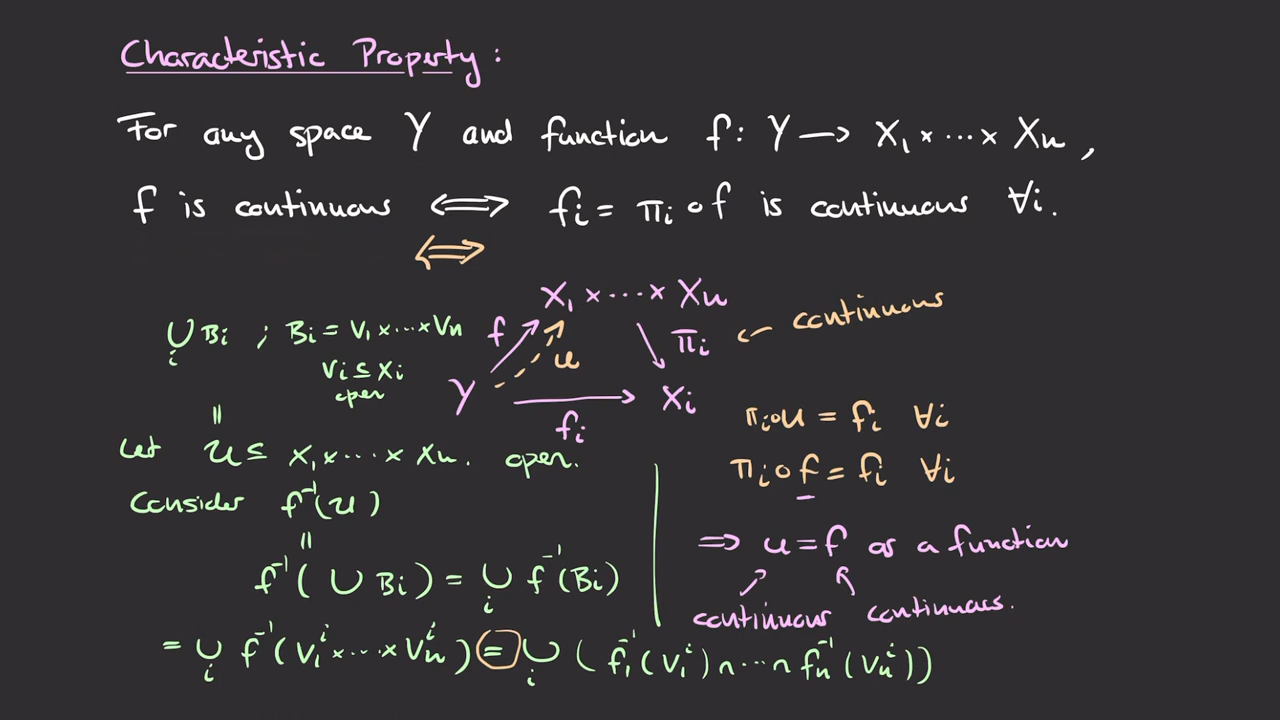 Characteristic Property:
For any space Y and function f: Y → X₁ × ⋯ × Xₙ,
f is continuous ⟺ fᵢ = πᵢ ∘ f is continuous ∀i.
⟺
X₁ × ⋯ × Xₙ
⋃ᵢ Bᵢ ; Bᵢ = V₁ × ⋯ × Vₙ
Vᵢ ⊆ Xᵢ
open
f
u
πᵢ ← continuous
Y → Xᵢ
fᵢ
πᵢ∘u = fᵢ ∀i
πᵢ∘f = fᵢ ∀i
⇒ u = f as a function
continuous continuous.
||
Let U ⊆ X₁ × ⋯ × Xₙ. open.
Consider f⁻¹(U)
||
f⁻¹( ∪ Bᵢ ) = ⋃ᵢ f⁻¹(Bᵢ)
= ⋃ᵢ f⁻¹( V₁ⁱ × ⋯ × Vₙⁱ ) = ⋃ᵢ ( f₁⁻¹(V₁ⁱ) ∩ ⋯ ∩ fₙ⁻¹(Vₙⁱ))